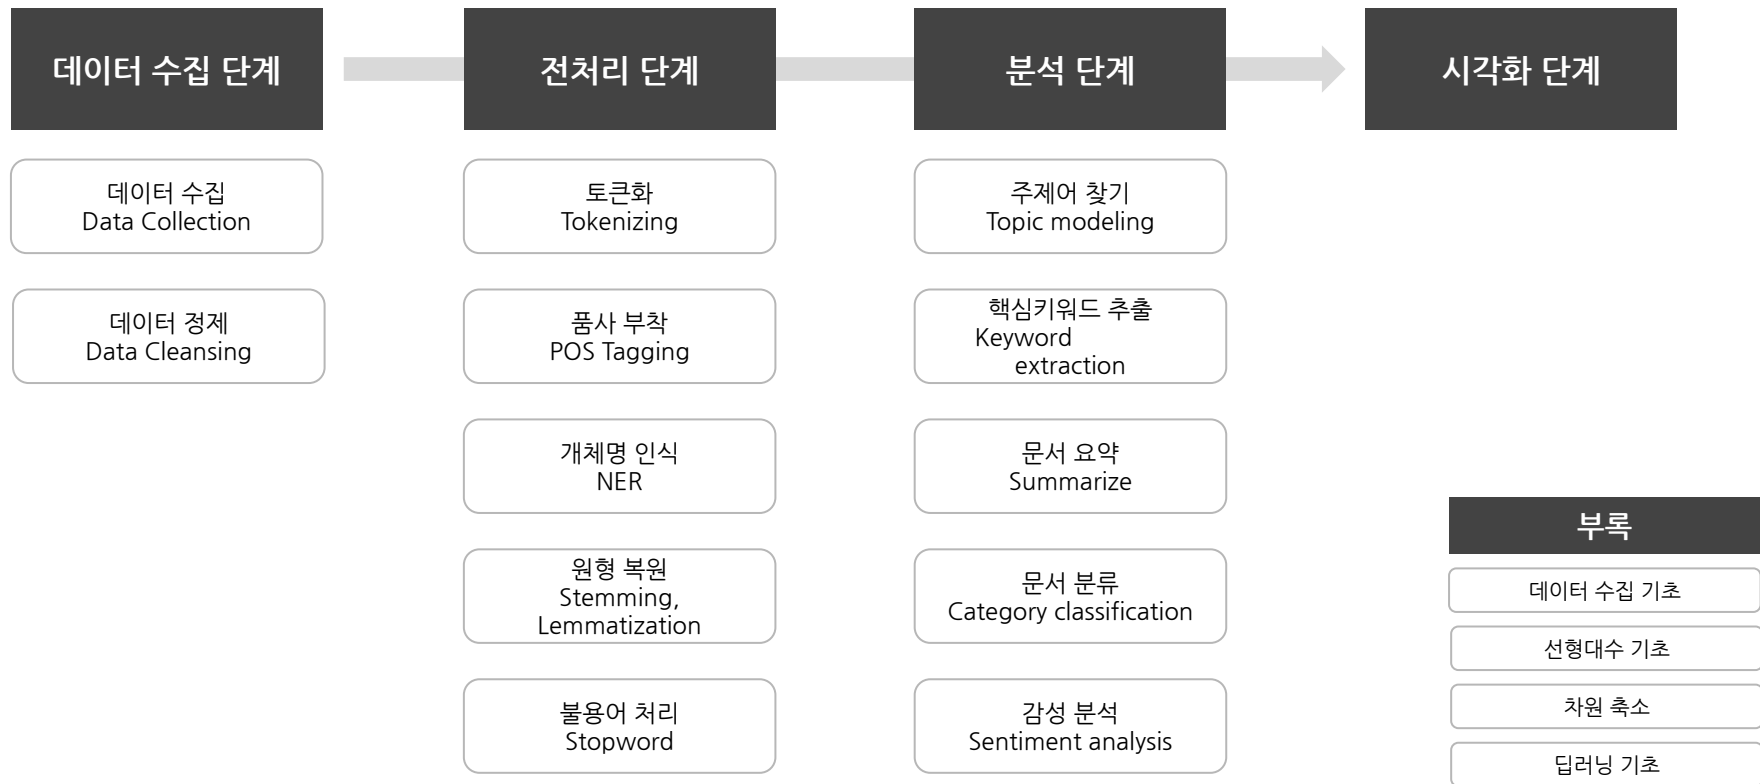 데이터 수집 단계
전처리 단계
분석 단계
시각화 단계
데이터 수집
Data Collection
데이터 정제
Data Cleansing
토큰화
Tokenizing
품사 부착
POS Tagging
개체명 인식
NER
원형 복원
Stemming,
Lemmatization
불용어 처리
Stopword
주제어 찾기
Topic modeling
핵심키워드 추출
Keyword
extraction
문서 요약
Summarize
문서 분류
Category classification
감성 분석
Sentiment analysis
부록
데이터 수집 기초
선형대수 기초
차원 축소
딥러닝 기초